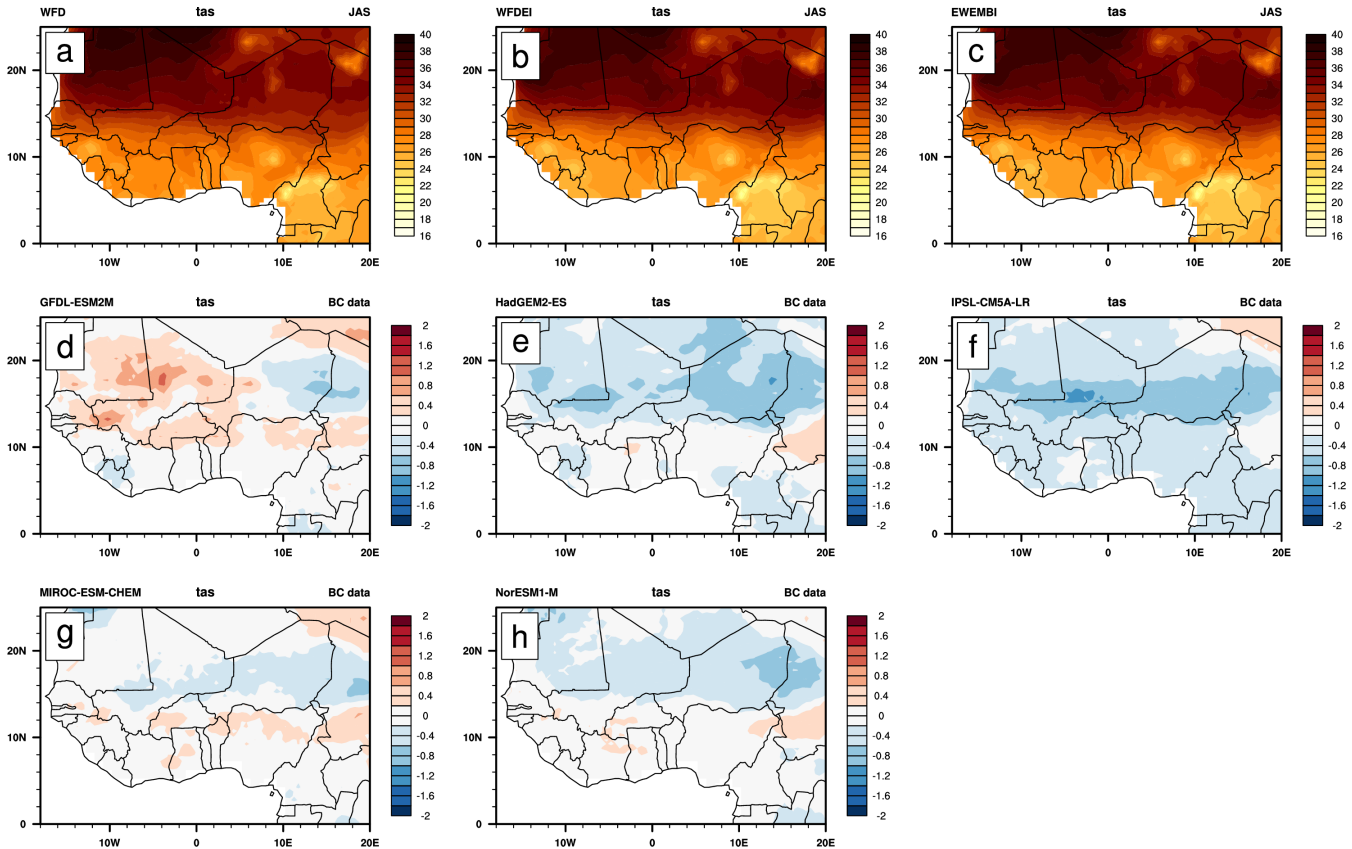 WFD tas JAS
a
20N
10N
0
10W 0 10E 20E
40
38
36
34
32
30
28
26
24
22
20
18
16
WFDEI tas JAS
b
20N
10N
0
10W 0 10E 20E
40
38
36
34
32
30
28
26
24
22
20
18
16
EWEMBI tas JAS
c
20N
10N
0
10W 0 10E 20E
40
38
36
34
32
30
28
26
24
22
20
18
16
GFDL-ESM2M tas BC data
d
20N
10N
0
10W 0 10E 20E
2
1.6
1.2
0.8
0.4
0
-0.4
-0.8
-1.2
-1.6
-2
HadGEM2-ES tas BC data
e
20N
10N
0
10W 0 10E 20E
2
1.6
1.2
0.8
0.4
0
-0.4
-0.8
-1.2
-1.6
-2
IPSL-CM5A-LR tas BC data
f
20N
10N
0
10W 0 10E 20E
2
1.6
1.2
0.8
0.4
0
-0.4
-0.8
-1.2
-1.6
-2
MIROC-ESM-CHEM tas BC data
g
20N
10N
0
10W 0 10E 20E
2
1.6
1.2
0.8
0.4
0
-0.4
-0.8
-1.2
-1.6
-2
NorESM1-M tas BC data
h
20N
10N
0
10W 0 10E 20E
2
1.6
1.2
0.8
0.4
0
-0.4
-0.8
-1.2
-1.6
-2